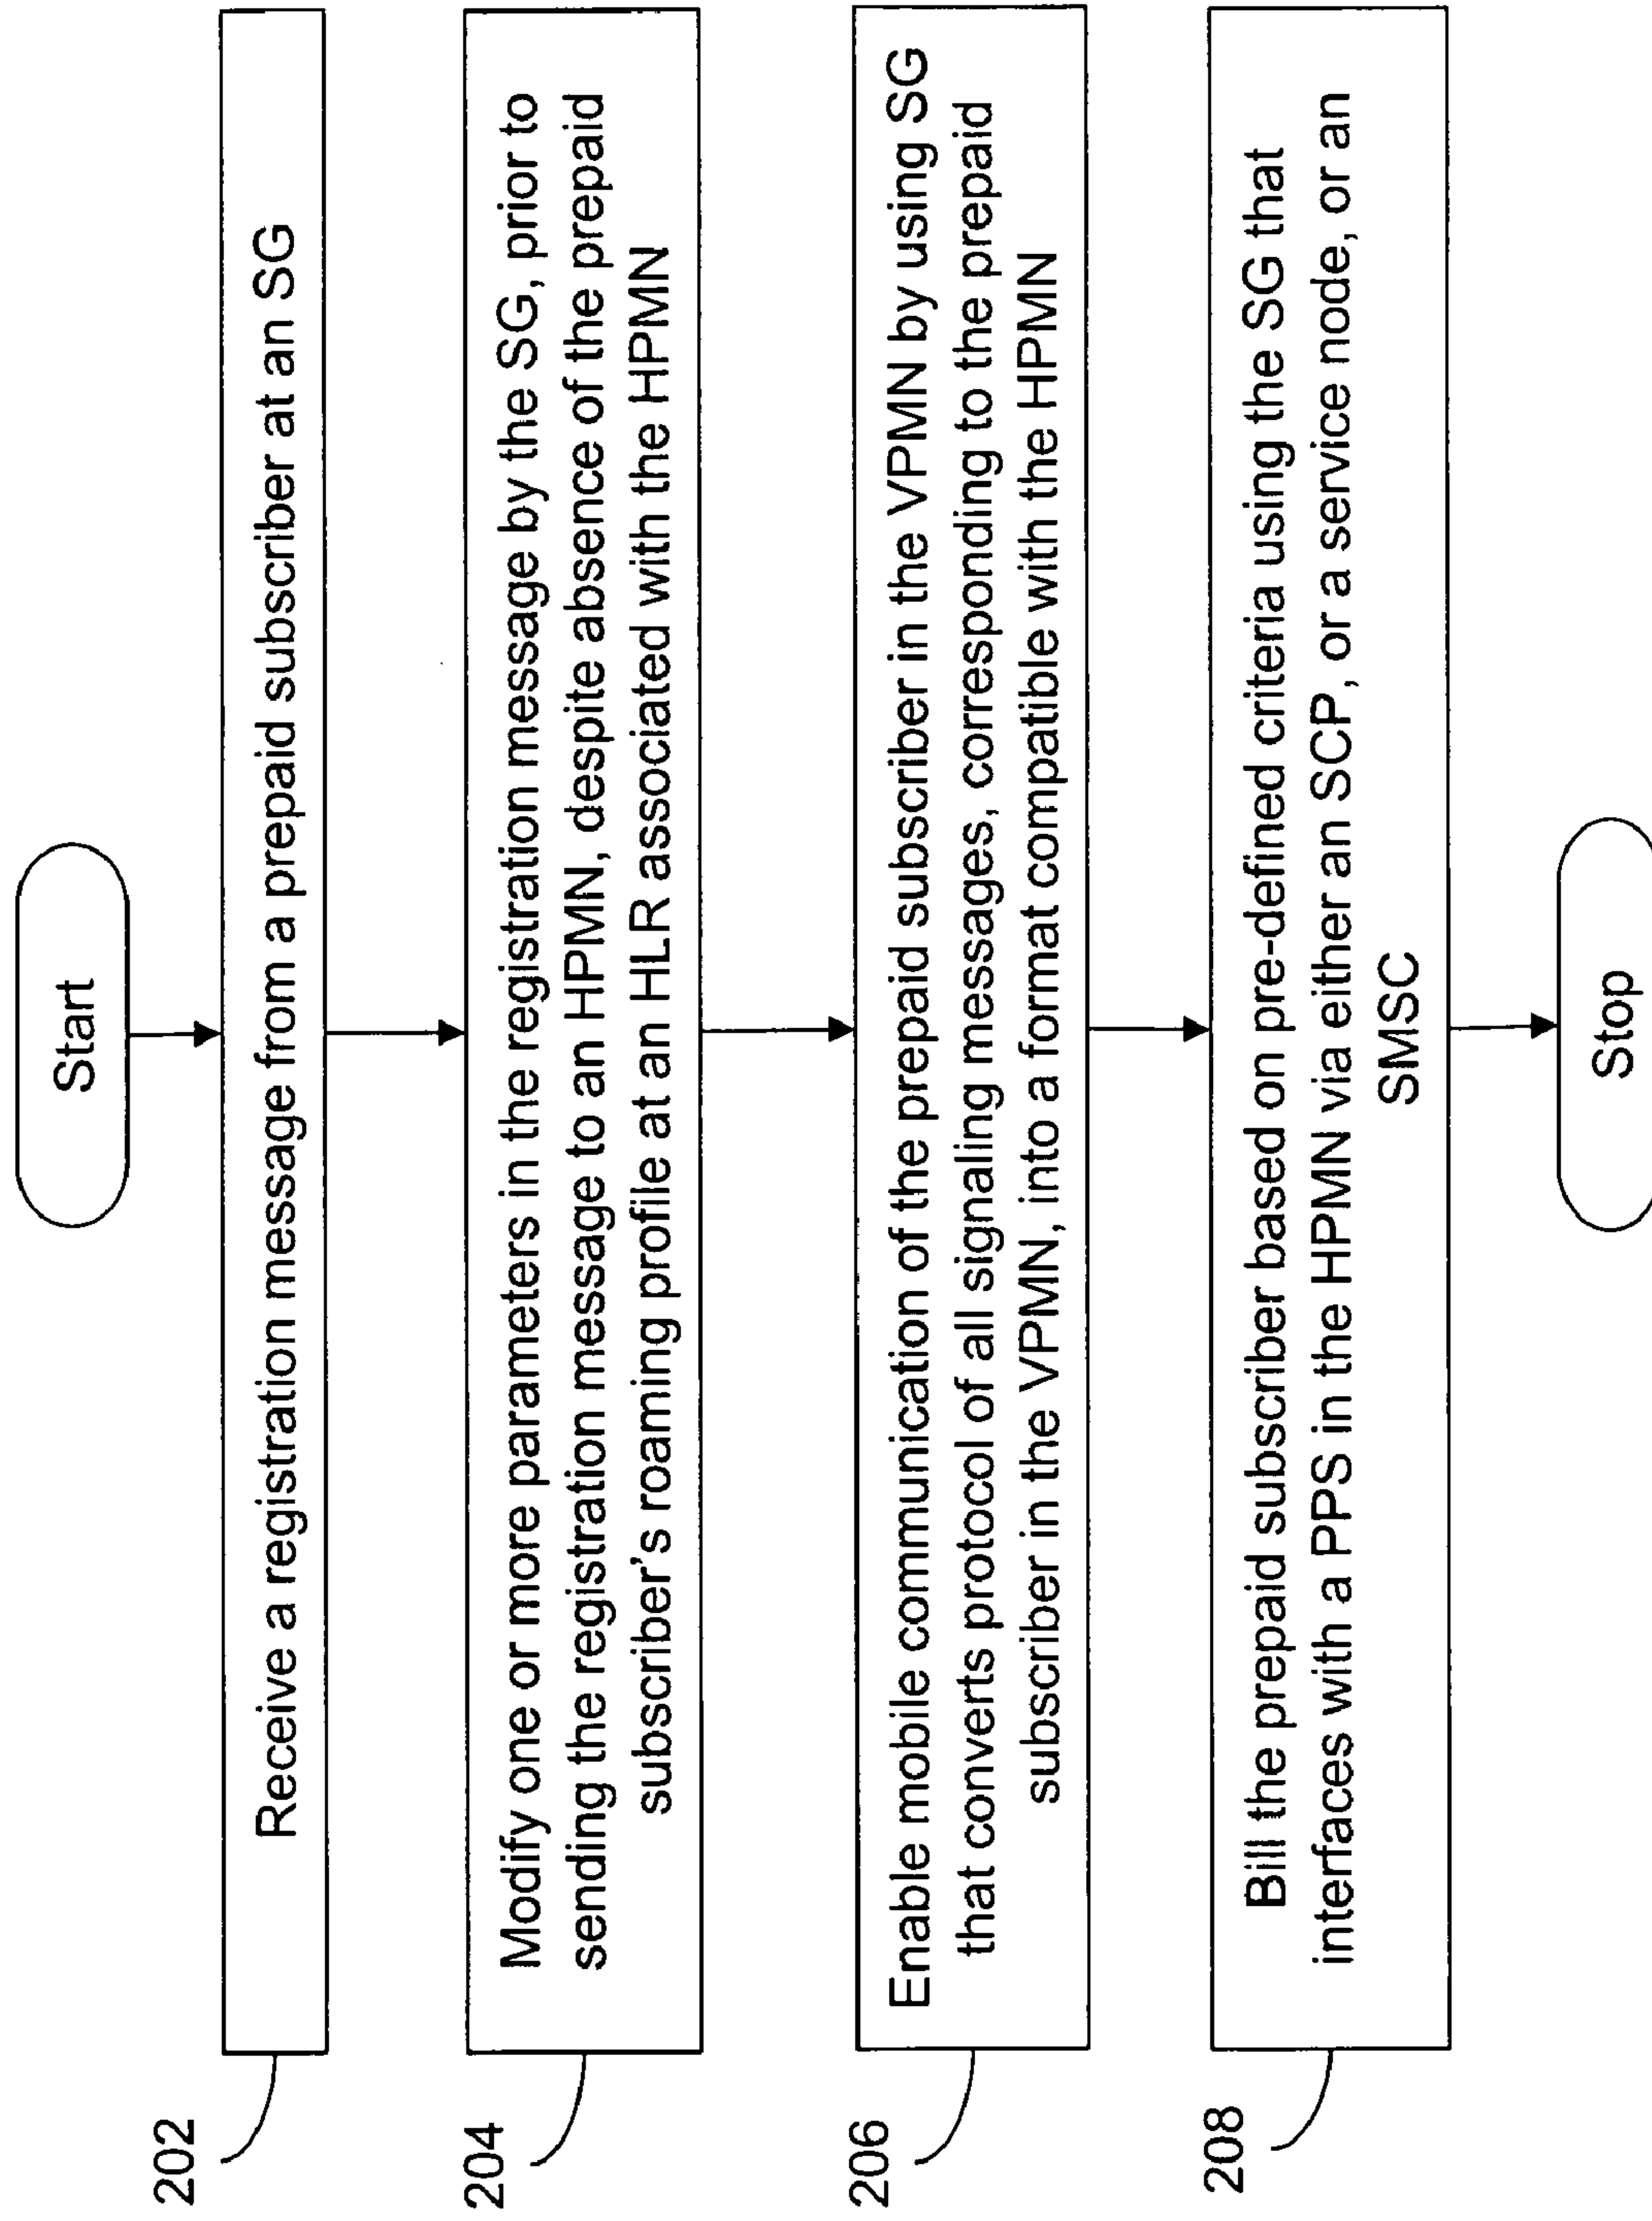 Start
202
Receive a registration message from a prepaid subscriber at an SG
204
Modify one or more parameters in the registration message by the SG, prior to
sending the registration message to an HPMN, despite absence of the prepaid
subscriber's roaming profile at an HLR associated with the HPMN
206
Enable mobile communication of the prepaid subscriber in the VPMN by using SG
that converts protocol of all signaling messages, corresponding to the prepaid
subscriber in the VPMN, into a format compatible with the HPMN
208
Bill the prepaid subscriber based on pre-defined criteria using the SG that
interfaces with a PPS in the HPMN via either an SCP, or a service node, or an
SMSC
Stop